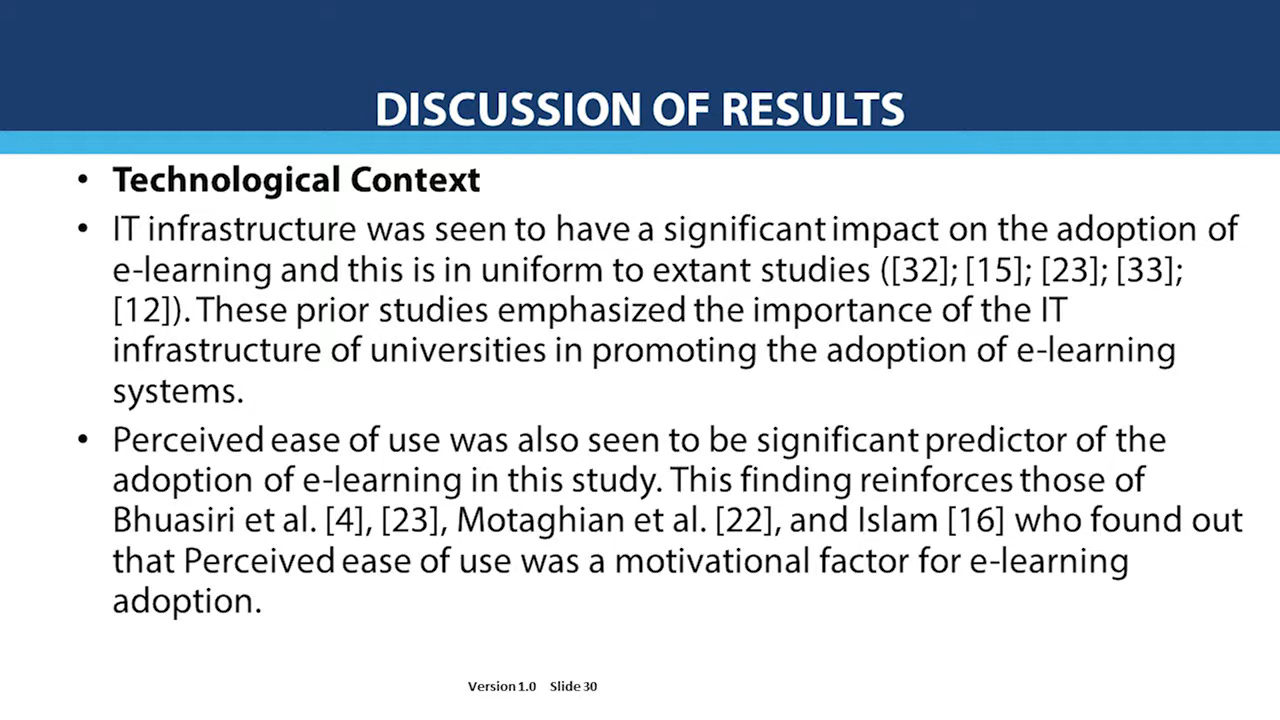 DISCUSSION OF RESULTS
• Technological Context
• IT infrastructure was seen to have a significant impact on the adoption of
e-learning and this is in uniform to extant studies ([32]; [15]; [23]; [33];
[12]). These prior studies emphasized the importance of the IT
infrastructure of universities in promoting the adoption of e-learning
systems.
• Perceived ease of use was also seen to be significant predictor of the
adoption of e-learning in this study. This finding reinforces those of
Bhuasiri et al. [4], [23], Motaghian et al. [22], and Islam [16] who found out
that Perceived ease of use was a motivational factor for e-learning
adoption.
Version 1.0 Slide 30